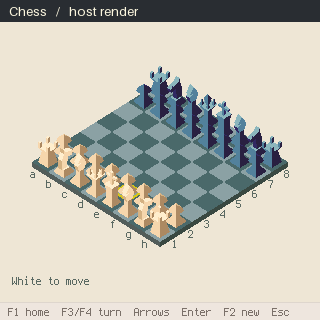 Chess / host render
a
b
c
d
e
f
g
h
1
2
3
4
5
6
7
8
White to move
F1 home F3/F4 turn Arrows Enter F2 new Esc